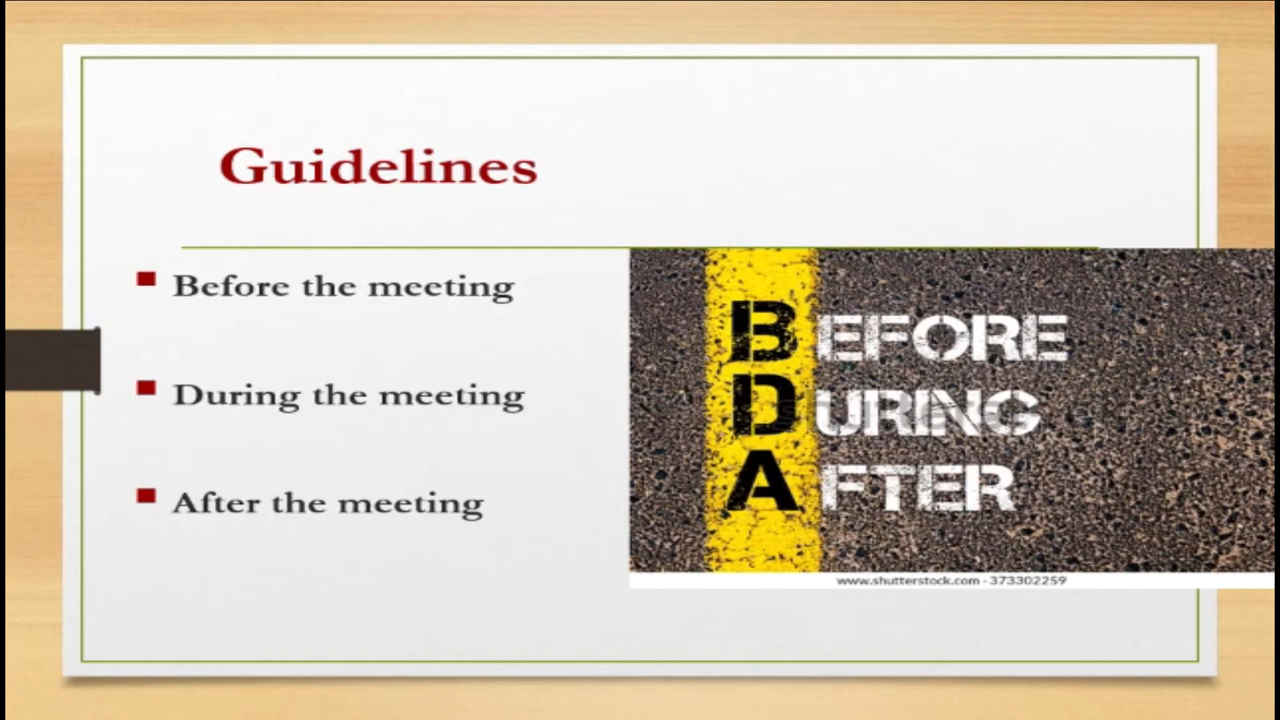 Guidelines
Before the meeting
During the meeting
After the meeting
BEFORE
DURING
AFTER
www.shutterstock.com - 373302259